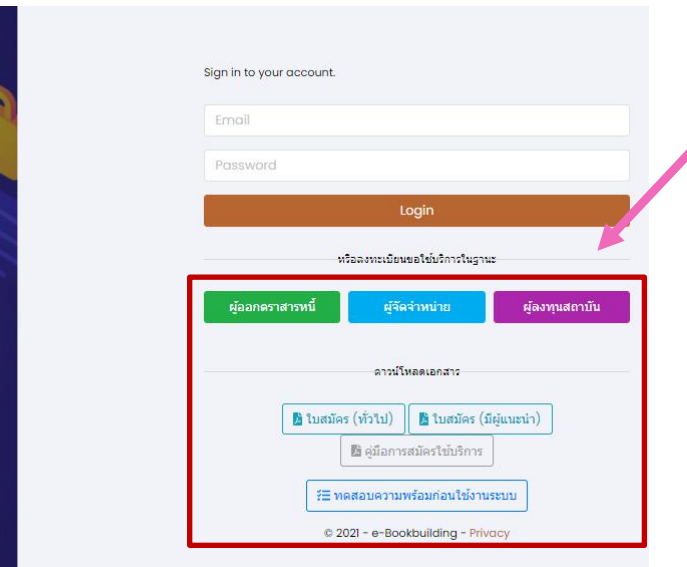 Sign in to your account.
Email
Password
Login
หรือลงทะเบียนขอใช้บริการในฐานะ
ผู้ออกตราสารหนี้ ผู้จัดจำหน่าย ผู้ลงทุนสถาบัน
ดาวน์โหลดเอกสาร
ใบสมัคร (ทั่วไป) ใบสมัคร (มีผู้แนะนำ)
คู่มือการสมัครใช้บริการ
ทดสอบความพร้อมก่อนใช้งานระบบ
© 2021 - e-Bookbuilding - Privacy